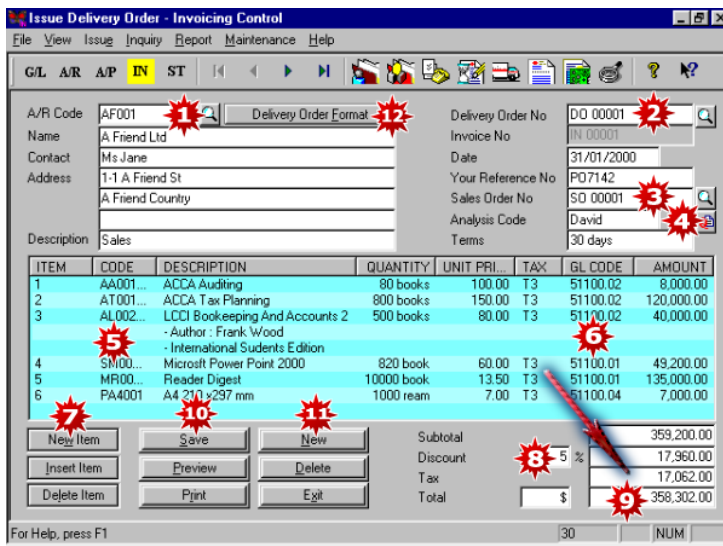 Issue Delivery Order - Invoicing Control
File View Issue Inquiry Report Maintenance Help
G/L A/R A/P IN ST
A/R Code AF001 1 Delivery Order Format 12 Delivery Order No DO 00001 2
Name A Friend Ltd Invoice No IN 00001
Contact Ms Jane Date 31/01/2000
Address 1-1 A Friend St Your Reference No PO7142
A Friend Country Sales Order No SO 00001 3
Analysis Code David 4
Description Sales Terms 30 days
ITEM CODE DESCRIPTION QUANTITY UNIT PRI... TAX GL CODE AMOUNT
1 AA001... ACCA Auditing 80 books 100.00 T3 51100.02 8,000.00
2 AT001... ACCA Tax Planning 800 books 150.00 T3 51100.02 120,000.00
3 AL002... LCCI Bookeeping And Accounts 2 500 books 80.00 T3 51100.02 40,000.00
- Author : Frank Wood
5 - International Sudents Edition 6
4 SM00... Microsft Power Point 2000 820 book 60.00 T3 51100.01 49,200.00
5 MR00... Reader Digest 10000 book 13.50 T3 51100.01 135,000.00
6 PA4001 A4 210 x297 mm 1000 ream 7.00 T3 51100.04 7,000.00
7 10 11
New Item Save New Subtotal 359,200.00
Discount 8 5 % 17,960.00
Insert Item Preview Delete Tax 17,062.00
Delete Item Print Exit Total $ 9 358,302.00
For Help, press F1 30 NUM